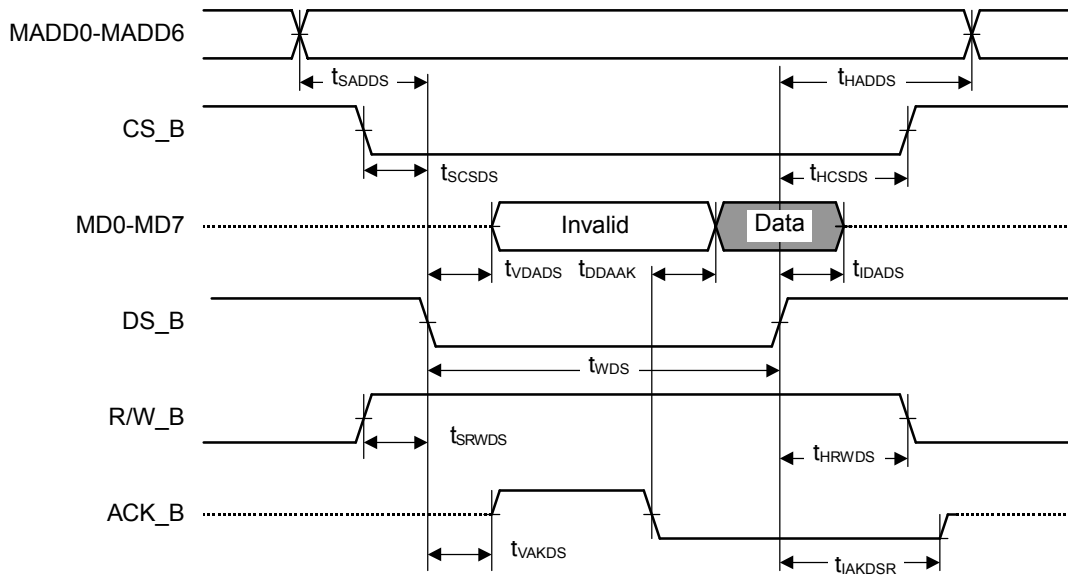 MADD0-MADD6
tSADDS tHADDS
CS_B
tSCSDS tHCSDS
MD0-MD7 Invalid Data
tVDADS tDDAAK tIDADS
DS_B
tWDS
R/W_B
tSRWDS tHRWDS
ACK_B
tVAKDS tIAKDSR